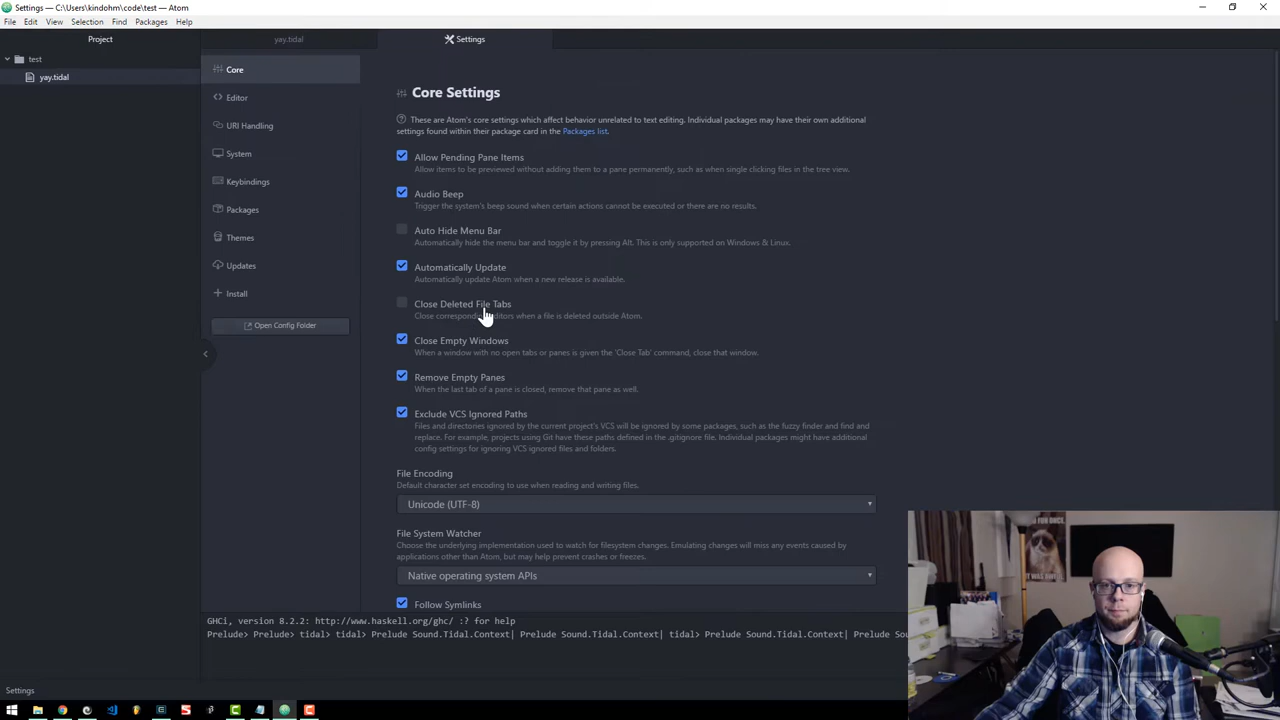 Settings — C:\Users\kindohm\code\test — Atom
File Edit View Selection Find Packages Help
Project
yay.tidal
Settings
test
yay.tidal
Core
Editor
URI Handling
System
Keybindings
Packages
Themes
Updates
Install
Open Config Folder
Core Settings
These are Atom's core settings which affect behavior unrelated to text editing. Individual packages may have their own additional
settings found within their package card in the Packages list.
Allow Pending Pane Items
Allow items to be previewed without adding them to a pane permanently, such as when single clicking files in the tree view.
Audio Beep
Trigger the system's beep sound when certain actions cannot be executed or there are no results.
Auto Hide Menu Bar
Automatically hide the menu bar and toggle it by pressing Alt. This is only supported on Windows & Linux.
Automatically Update
Automatically update Atom when a new release is available.
Close Deleted File Tabs
Close corresponding editors when a file is deleted outside Atom.
Close Empty Windows
When a window with no open tabs or panes is given the 'Close Tab' command, close that window.
Remove Empty Panes
When the last tab of a pane is closed, remove that pane as well.
Exclude VCS Ignored Paths
Files and directories ignored by the current project's VCS will be ignored by some packages, such as the fuzzy finder and find and
replace. For example, projects using Git have these paths defined in the .gitignore file. Individual packages might have additional
config settings for ignoring VCS ignored files and folders.
File Encoding
Default character set encoding to use when reading and writing files.
Unicode (UTF-8)
File System Watcher
Choose the underlying implementation used to watch for filesystem changes. Emulating changes will miss any events caused by
applications other than Atom, but may help prevent crashes or freezes.
Native operating system APIs
Follow Symlinks
GHCi, version 8.2.2: http://www.haskell.org/ghc/ :? for help
Prelude> Prelude> tidal> tidal> Prelude Sound.Tidal.Context| Prelude Sound.Tidal.Context| tidal> Prelude Sound.Tidal.Context| Prelude Sou
Settings